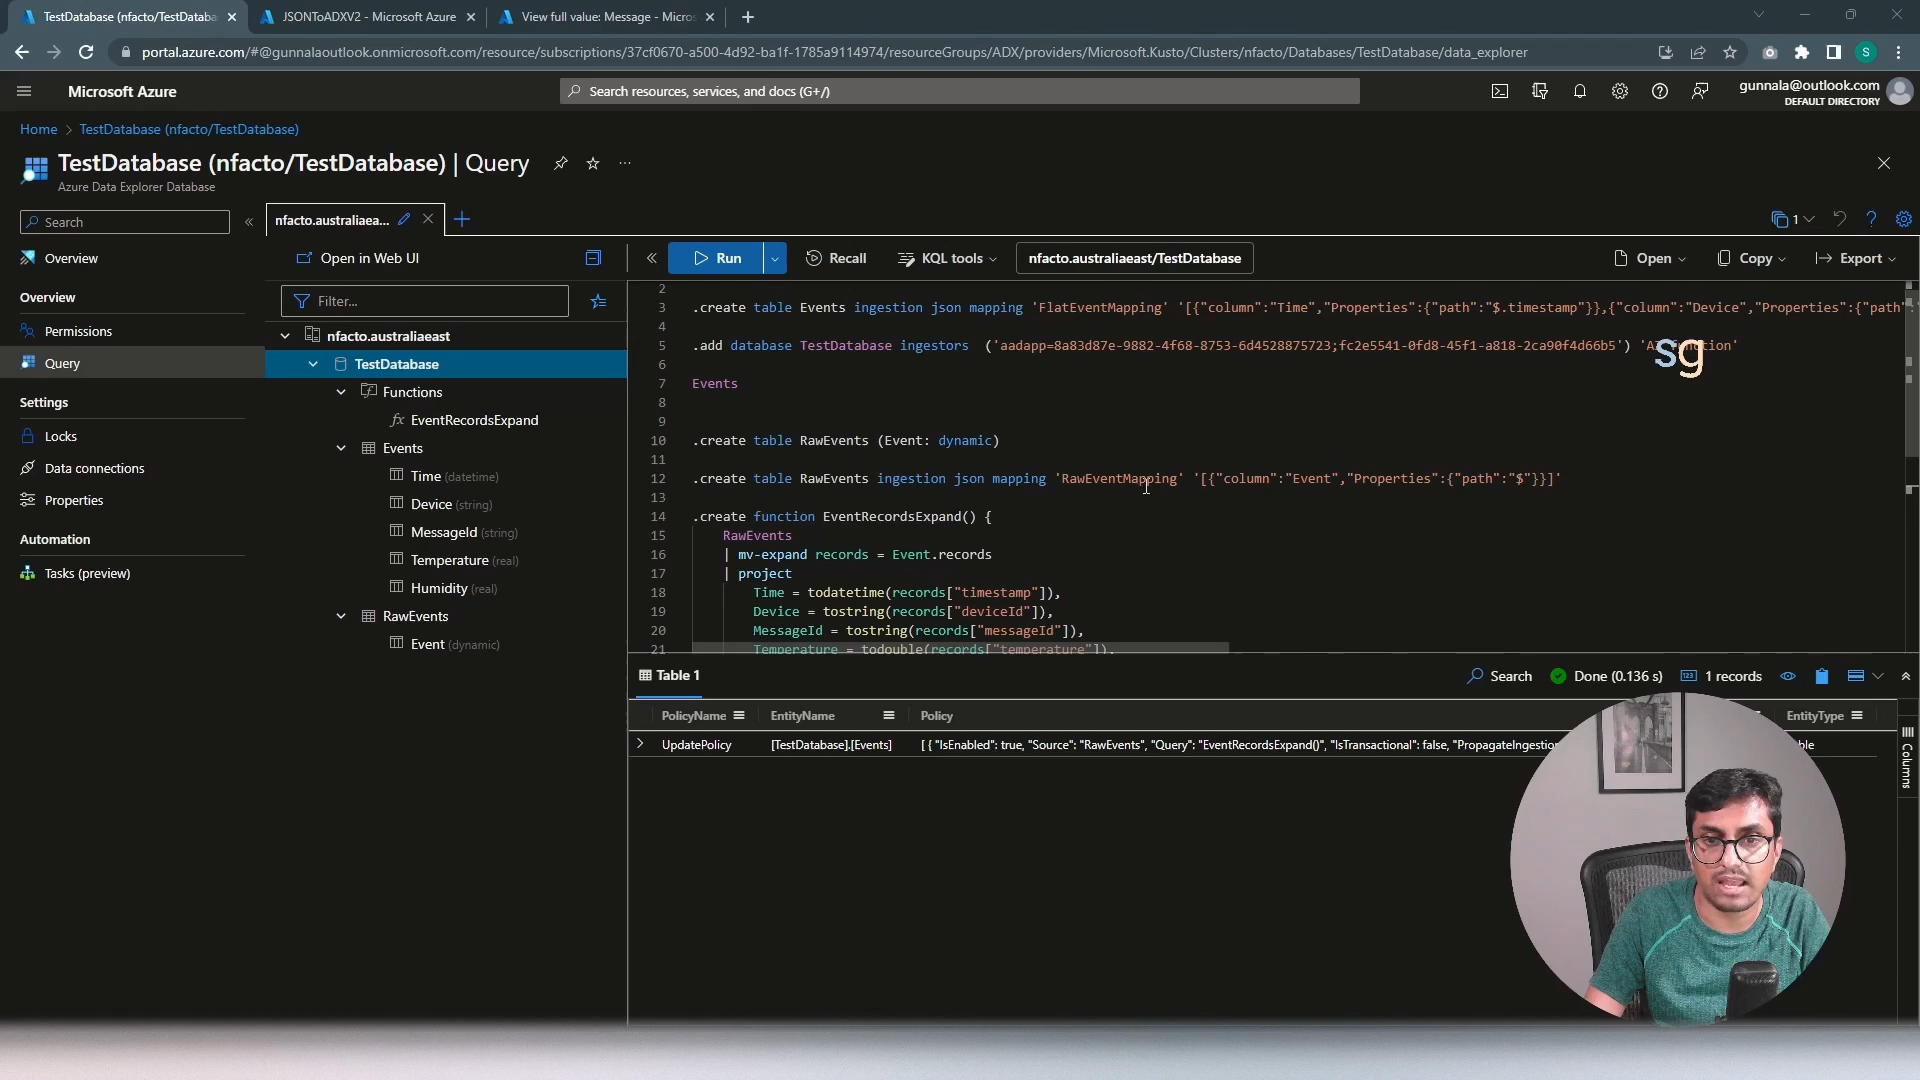 TestDatabase (nfacto/TestDataba
JSONToADXV2 - Microsoft Azure
View full value: Message - Micros
portal.azure.com/#@gunnalaoutlook.onmicrosoft.com/resource/subscriptions/37cf0670-a500-4d92-ba1f-1785a9114974/resourceGroups/ADX/providers/Microsoft.Kusto/Clusters/nfacto/Databases/TestDatabase/data_explorer
S
Microsoft Azure
Search resources, services, and docs (G+/)
gunnala@outlook.com
DEFAULT DIRECTORY
Home > TestDatabase (nfacto/TestDatabase)
TestDatabase (nfacto/TestDatabase) | Query
Azure Data Explorer Database
Search
Overview
Overview
Permissions
Query
Settings
Locks
Data connections
Properties
Automation
Tasks (preview)
nfacto.australiaea...
1
Open in Web UI
Filter...
nfacto.australiaeast
TestDatabase
Functions
fx EventRecordsExpand
Events
Time (datetime)
Device (string)
MessageId (string)
Temperature (real)
Humidity (real)
RawEvents
Event (dynamic)
Run
Recall
KQL tools
nfacto.australiaeast/TestDatabase
Open
Copy
Export
2
3 .create table Events ingestion json mapping 'FlatEventMapping' '[{"column":"Time","Properties":{"path":"$.timestamp"}},{"column":"Device","Properties":{"path":"
4
5 .add database TestDatabase ingestors ('aadapp=8a83d87e-9882-4f68-8753-6d4528875723;fc2e5541-0fd8-45f1-a818-2ca90f4d66b5') 'A
sg
6
7 Events
8
9
10 .create table RawEvents (Event: dynamic)
11
12 .create table RawEvents ingestion json mapping 'RawEventMapping' '[{"column":"Event","Properties":{"path":"$"}}]'
13
14 .create function EventRecordsExpand() {
15 RawEvents
16 | mv-expand records = Event.records
17 | project
18 Time = todatetime(records["timestamp"]),
19 Device = tostring(records["deviceId"]),
20 MessageId = tostring(records["messageId"]),
21 Temperature = todouble(records["temperature"]),
Table 1
Search
Done (0.136 s)
1 records
PolicyName
EntityName
Policy
EntityType
UpdatePolicy
[TestDatabase].[Events]
[ { "IsEnabled": true, "Source": "RawEvents", "Query": "EventRecordsExpand()", "IsTransactional": false, "PropagateIngestion
ble
Columns